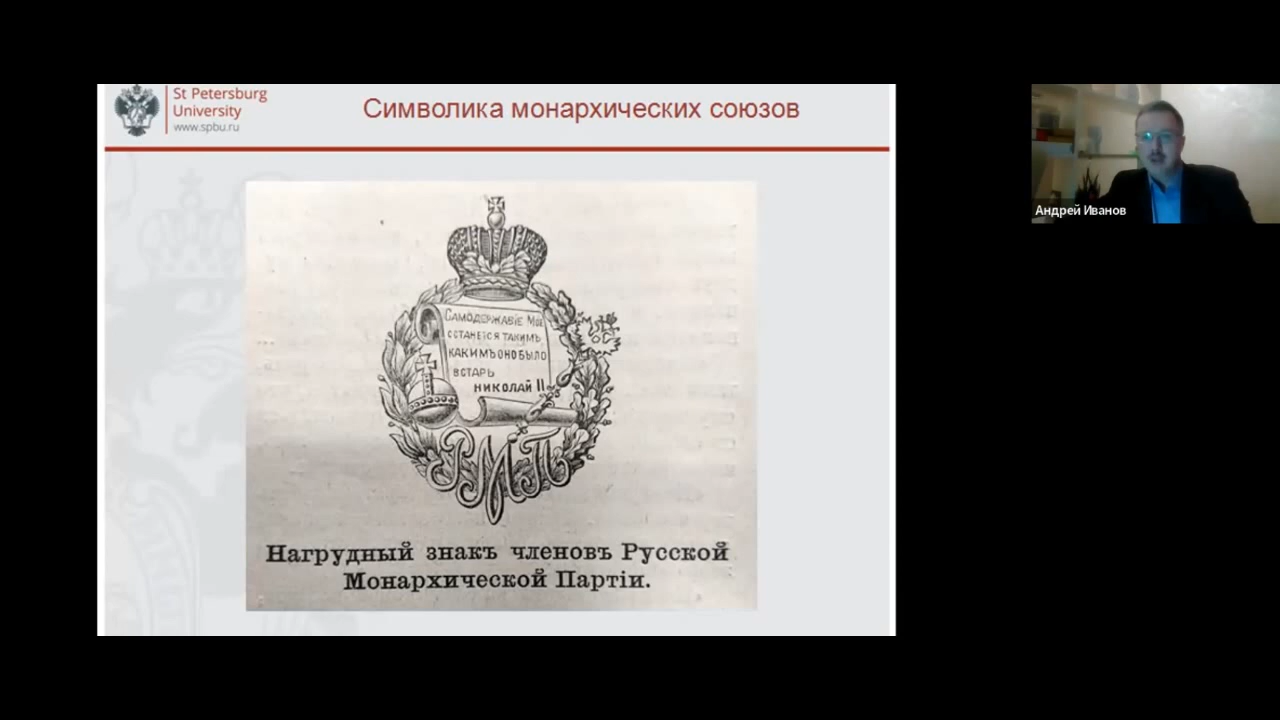 St Petersburg
University
www.spbu.ru
Символика монархических союзов
Самодержавіе Мое
останется такимъ
какимъ оно было
встарь
Николай II
РМП
Нагрудный знакъ членовъ Русской
Монархической Партіи.
Андрей Иванов